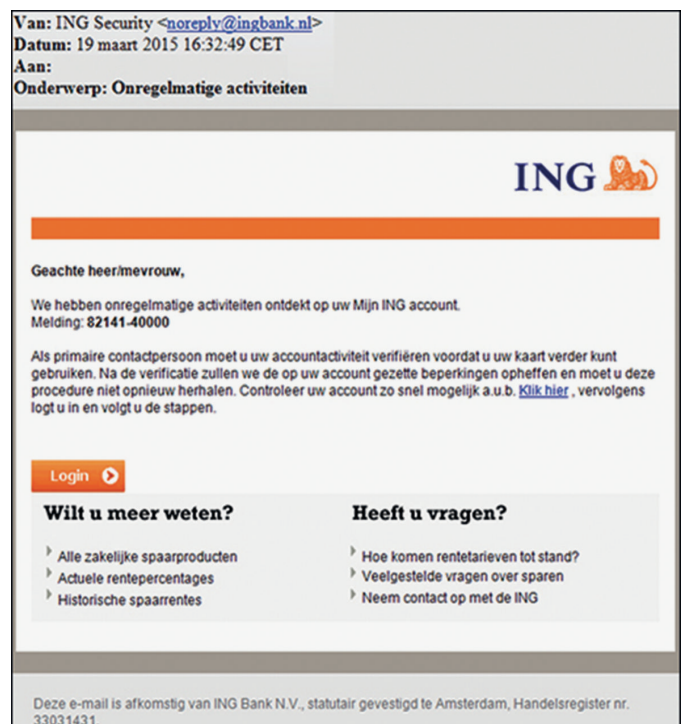 Van: ING Security <noreply@ingbank.nl>
Datum: 19 maart 2015 16:32:49 CET
Aan:
Onderwerp: Onregelmatige activiteiten
ING
Geachte heer/mevrouw,
We hebben onregelmatige activiteiten ontdekt op uw Mijn ING account.
Melding: 82141-40000
Als primaire contactpersoon moet u uw accountactiviteit verifiëren voordat u uw kaart verder kunt
gebruiken. Na de verificatie zullen we de op uw account gezette beperkingen opheffen en moet u deze
procedure niet opnieuw herhalen. Controleer uw account zo snel mogelijk a.u.b. Klik hier , vervolgens
logt u in en volgt u de stappen.
Login
Wilt u meer weten?
Alle zakelijke spaarproducten
Actuele rentepercentages
Historische spaarrentes
Heeft u vragen?
Hoe komen rentetarieven tot stand?
Veelgestelde vragen over sparen
Neem contact op met de ING
Deze e-mail is afkomstig van ING Bank N.V., statutair gevestigd te Amsterdam, Handelsregister nr.
33031431.